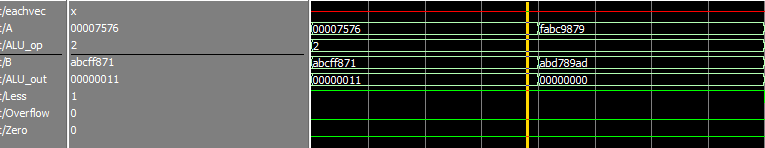 t/eachvec x
t/A 00007576 00007576 fabc9879
t/ALU_op 2 2
t/B abcff871 abcff871 abd789ad
t/ALU_out 00000011 00000011 00000000
t/Less 1
t/Overflow 0
t/Zero 0